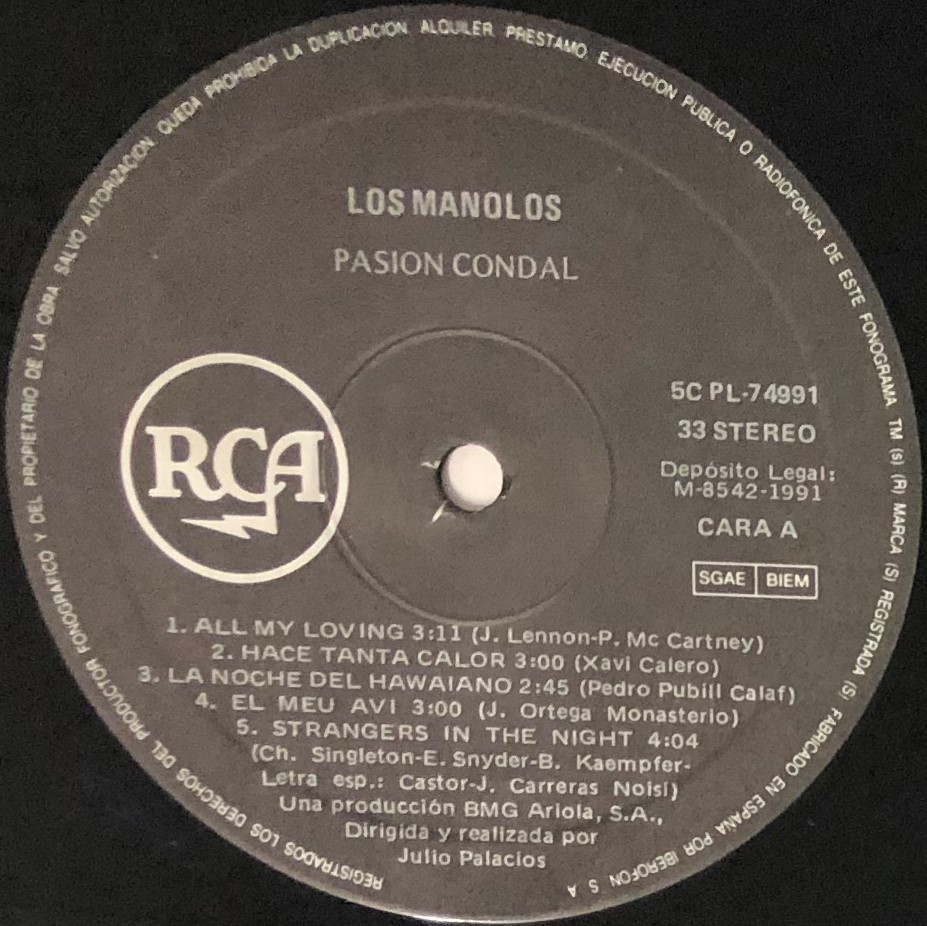 LOS MANOLOS
PASION CONDAL
RCA
5C PL-74991
33 STEREO
Depósito Legal:
M-8542-1991
CARA A
SGAE BIEM
1. ALL MY LOVING 3:11 (J. Lennon-P. Mc Cartney)
2. HACE TANTA CALOR 3:00 (Xavi Calero)
3. LA NOCHE DEL HAWAIANO 2:45 (Pedro Pubill Calaf)
4. EL MEU AVI 3:00 (J. Ortega Monasterio)
5. STRANGERS IN THE NIGHT 4:04
(Ch. Singleton-E. Snyder-B. Kaempfer-
Letra esp.: Castor-J. Carreras Noisi)
Una producción BMG Ariola, S.A.,
Dirigida y realizada por
Julio Palacios
REGISTRADOS LOS DERECHOS DEL PRODUCTOR FONOGRAFICO Y DEL PROPIETARIO DE LA OBRA SALVO AUTORIZACION QUEDA PROHIBIDA LA DUPLICACION ALQUILER PRESTAMO EJECUCION PUBLICA O RADIOFONICA DE ESTE FONOGRAMA TM (s) (R) MARCA (S) REGISTRADA (S) FABRICADO EN ESPAÑA POR IBEROFON S A